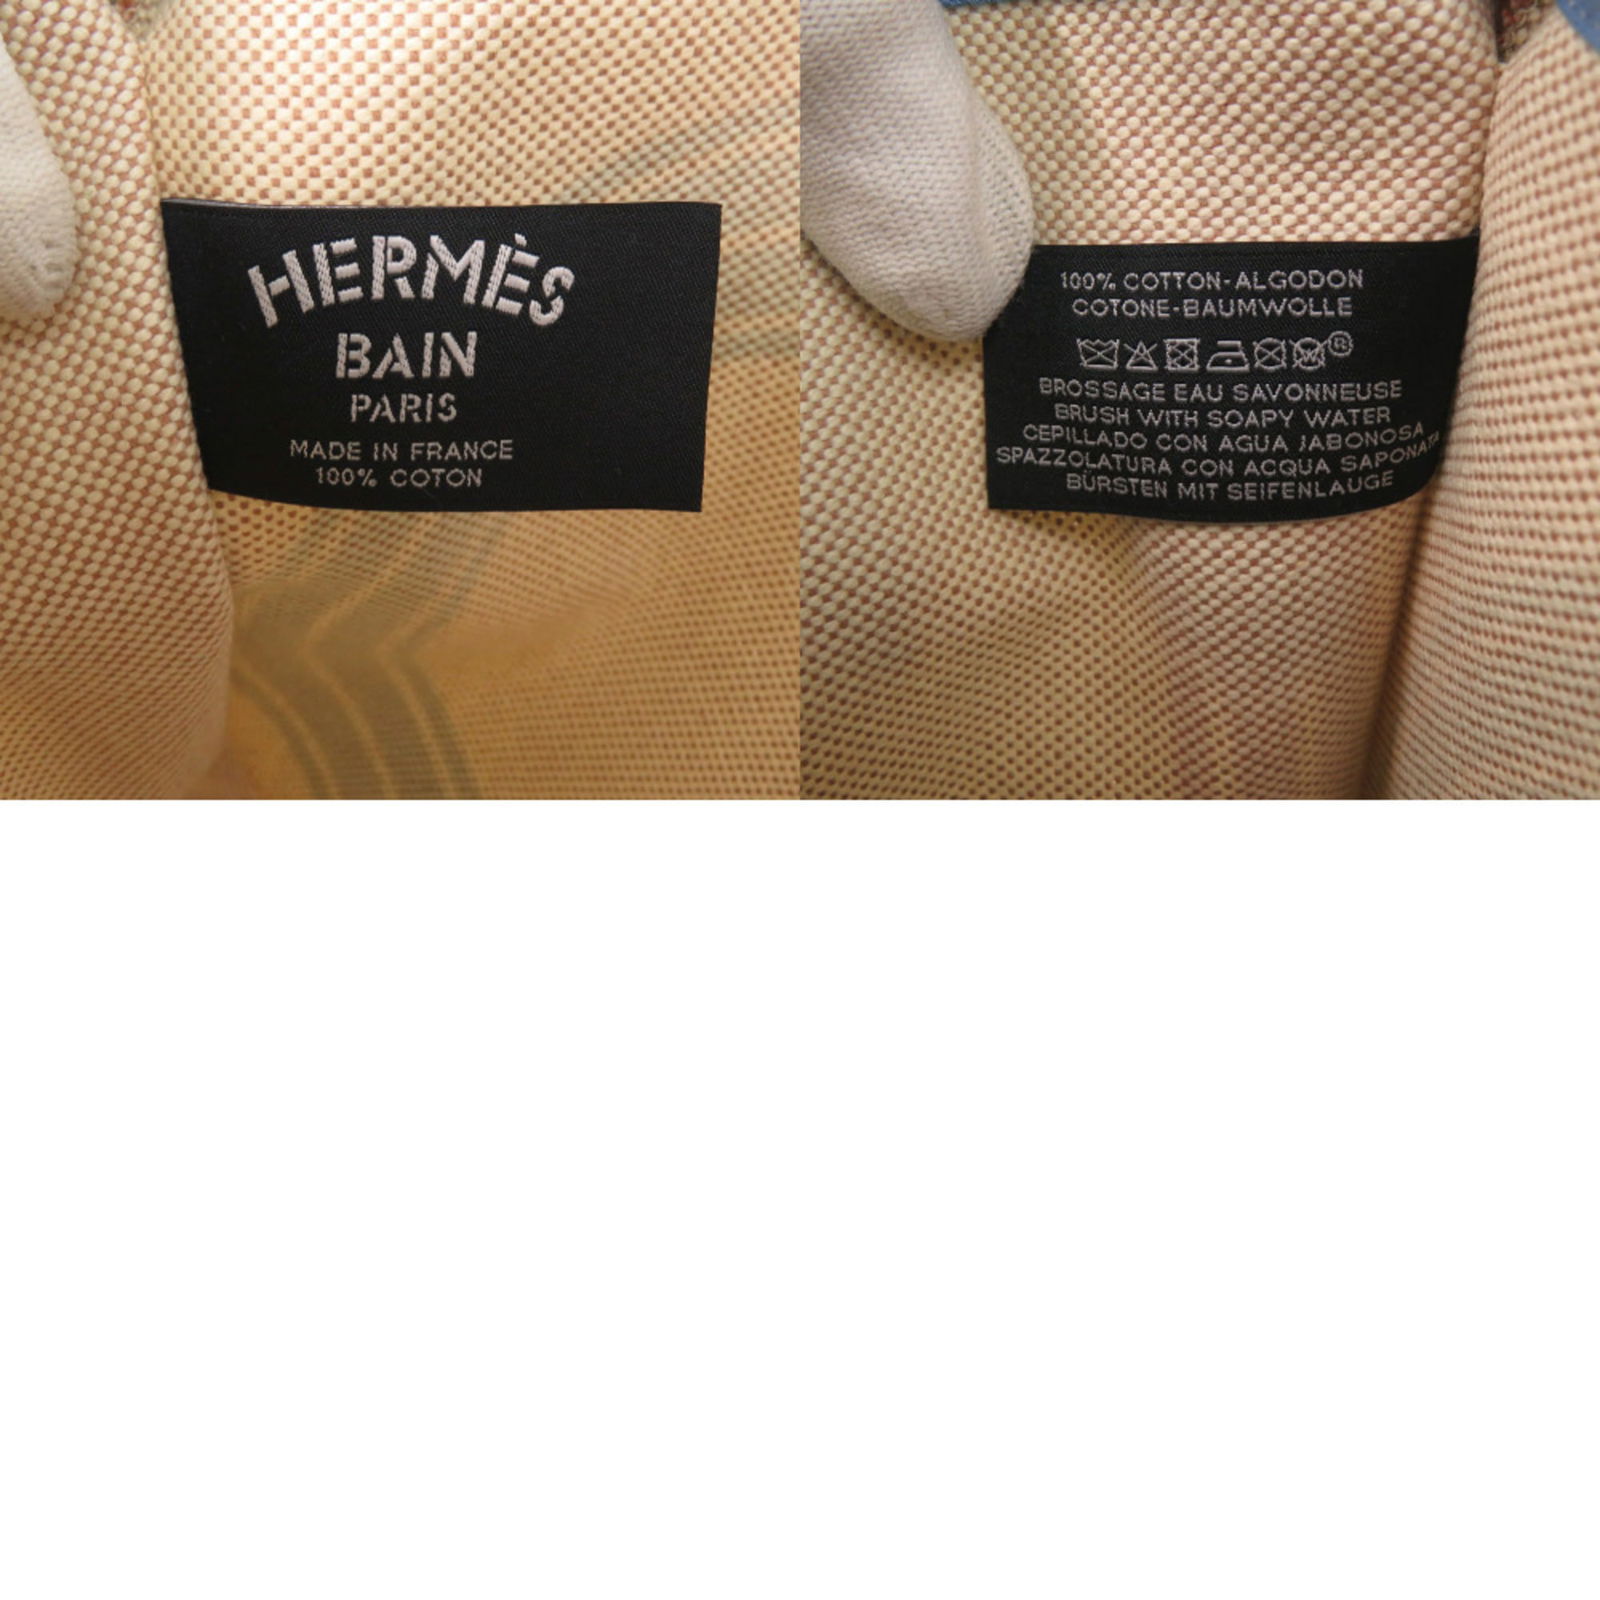 HERMÈS
BAIN
PARIS
MADE IN FRANCE
100% COTON
100% COTTON-ALGODON
COTONE-BAUMWOLLE
W ®
BROSSAGE EAU SAVONNEUSE
BRUSH WITH SOAPY WATER
CEPILLADO CON AGUA JABONOSA
SPAZZOLATURA CON ACQUA SAPONATA
BÜRSTEN MIT SEIFENLAUGE